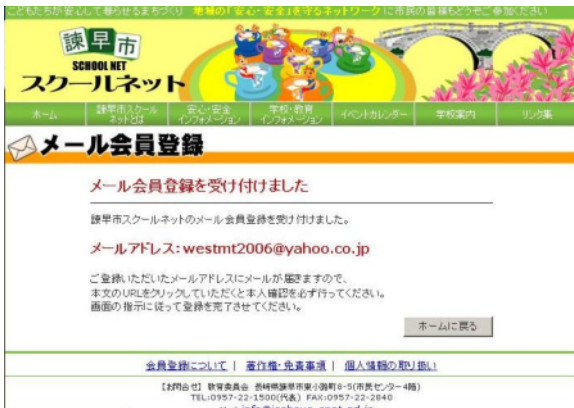 こどもたちが安心して暮らせるまちづくり 地域の「安心・安全」を守るネットワークに市民の皆様もどうぞご参加ください
諫早市
SCHOOL NET
スクールネット
ホーム
諫早市スクールネットとは
安心・安全インフォメーション
学校・教育インフォメーション
イベントカレンダー
学校案内
リンク集
メール会員登録
メール会員登録を受け付けました
諫早市スクールネットのメール会員登録を受け付けました。
メールアドレス：westmt2006@yahoo.co.jp
ご登録いただいたメールアドレスにメールが届きますので、
本文のURLをクリックしていただくと本人確認を必ず行ってください。
画面の指示に従って登録を完了させてください。
ホームに戻る
会員登録について | 著作権・免責事項 | 個人情報の取り扱い
【お問合せ】 教育委員会 長崎県諫早市東小路町8-5(市民センター4階)
TEL:0957-22-1500(代表) FAX:0957-22-2840